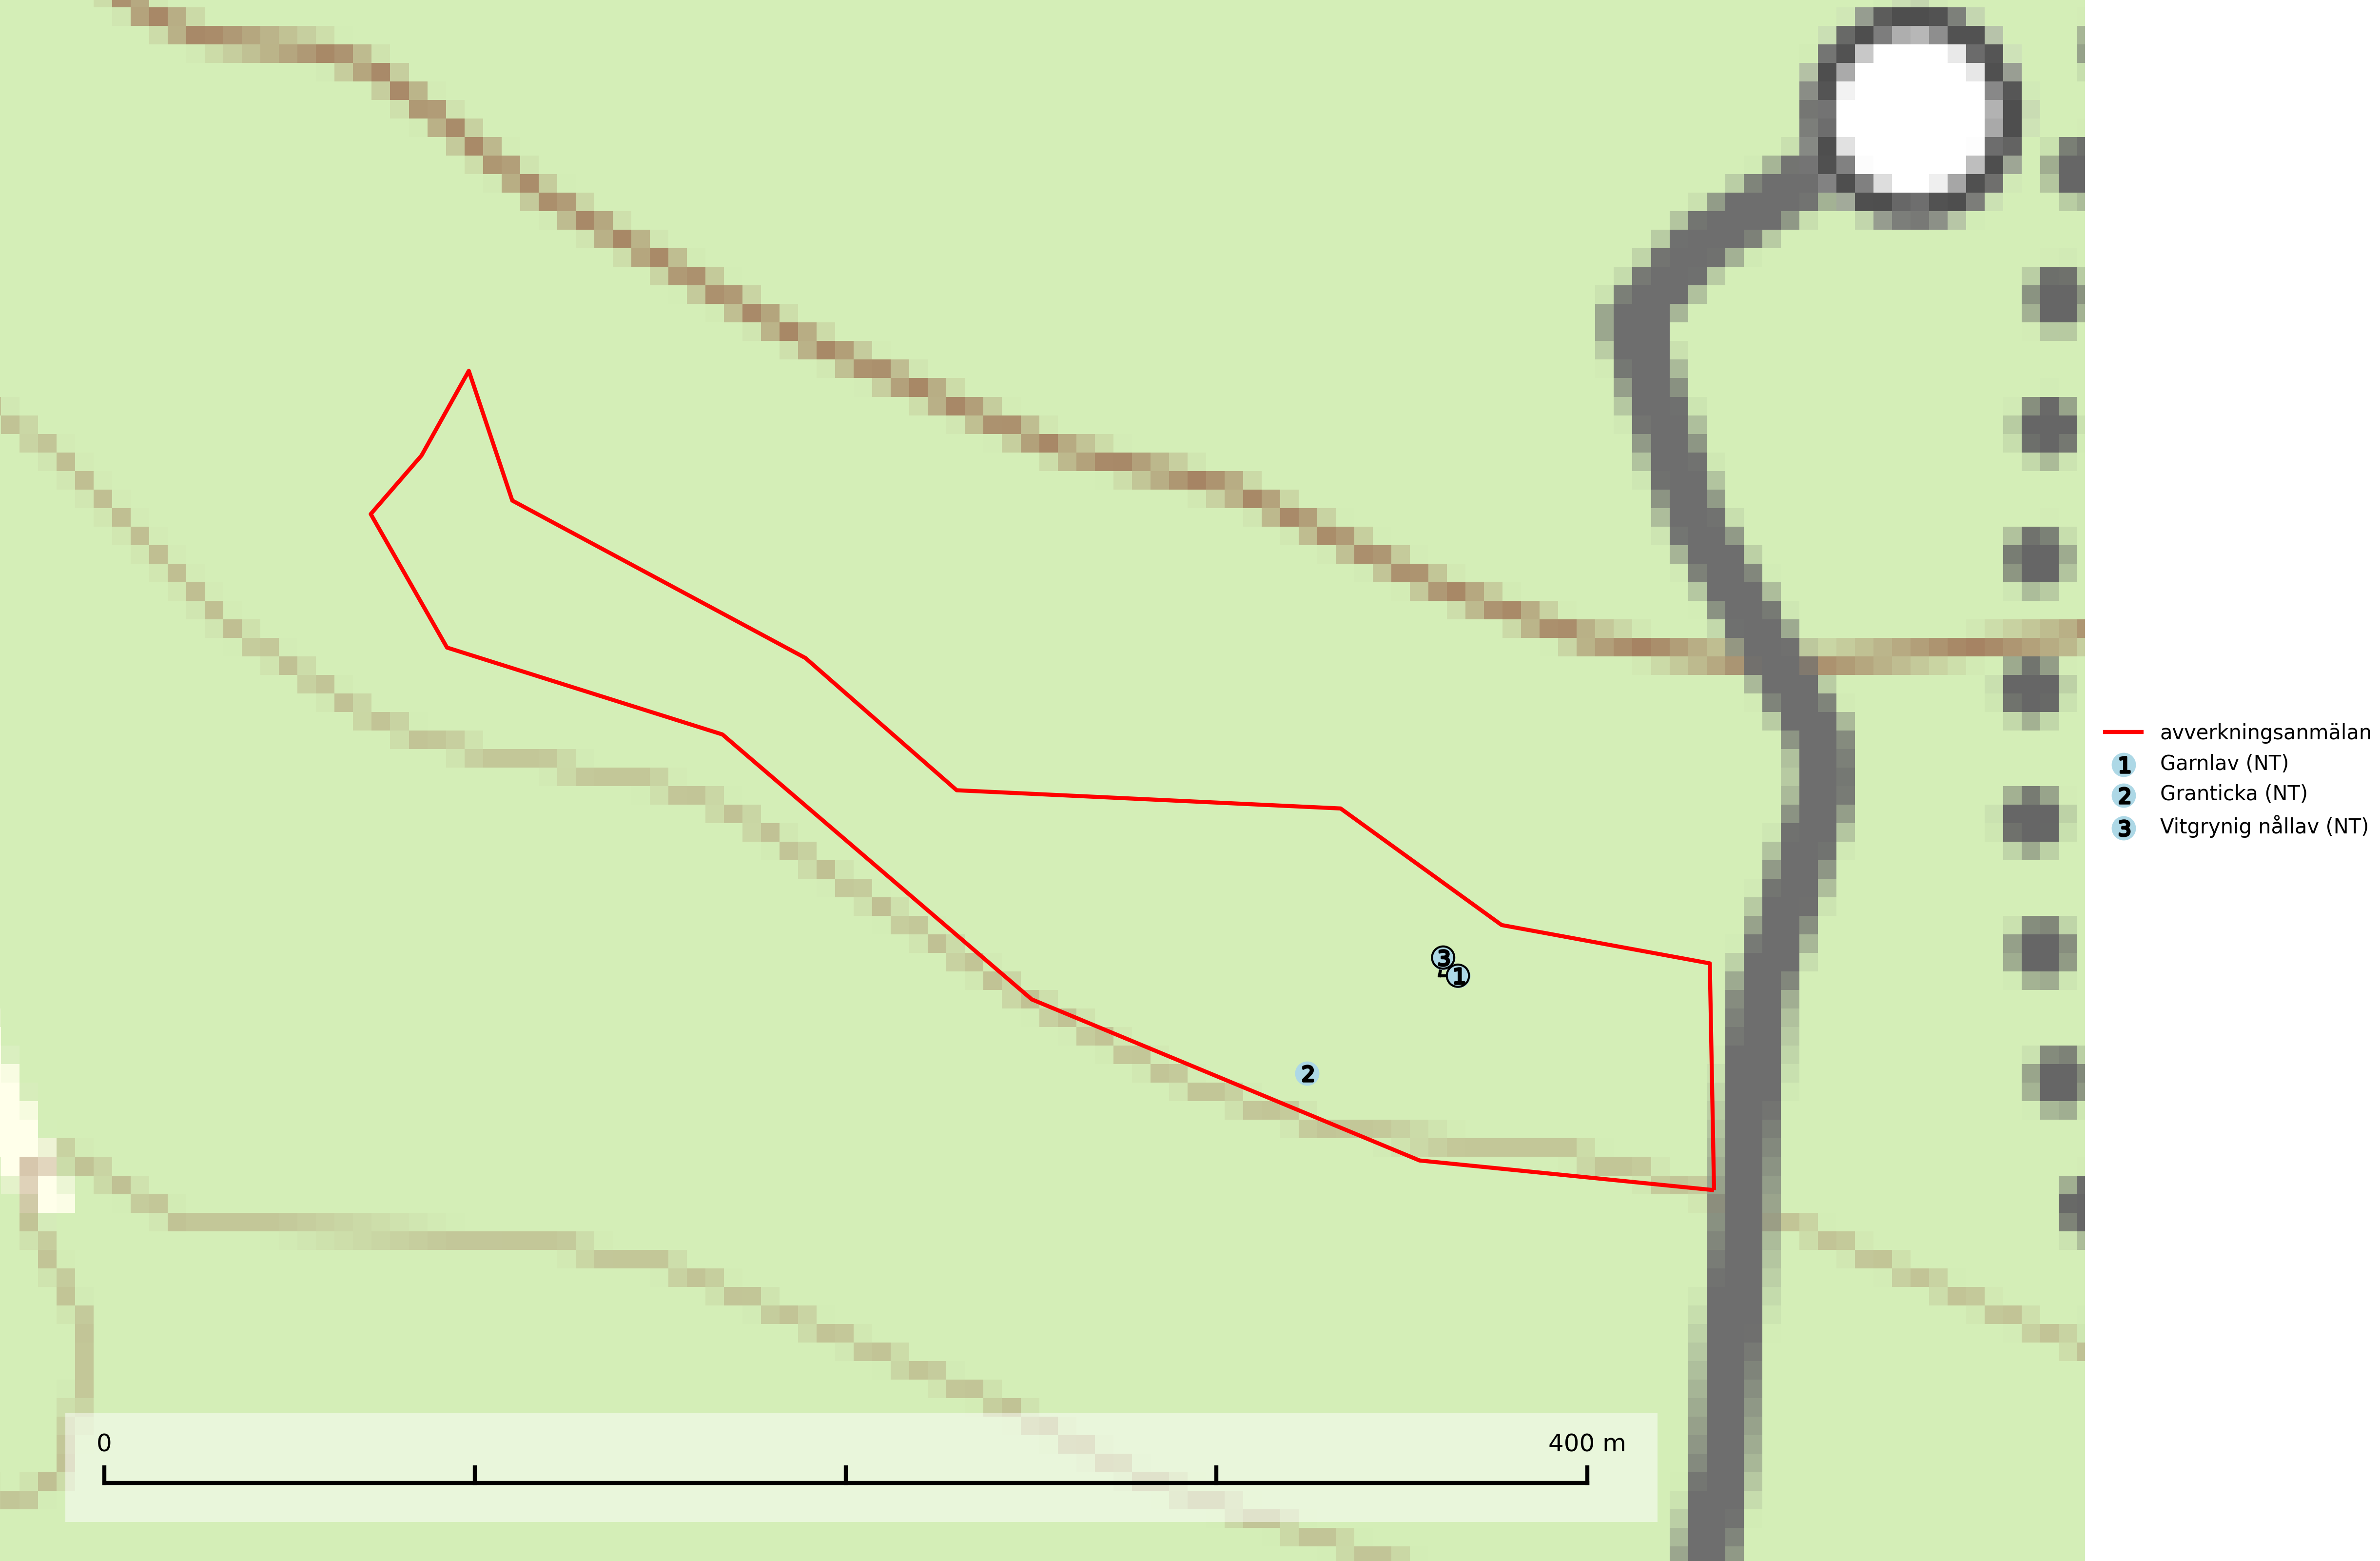 avverkningsanmälan
1 Garnlav (NT)
2 Granticka (NT)
3 Vitgrynig nållav (NT)
3
1
2
0 400 m